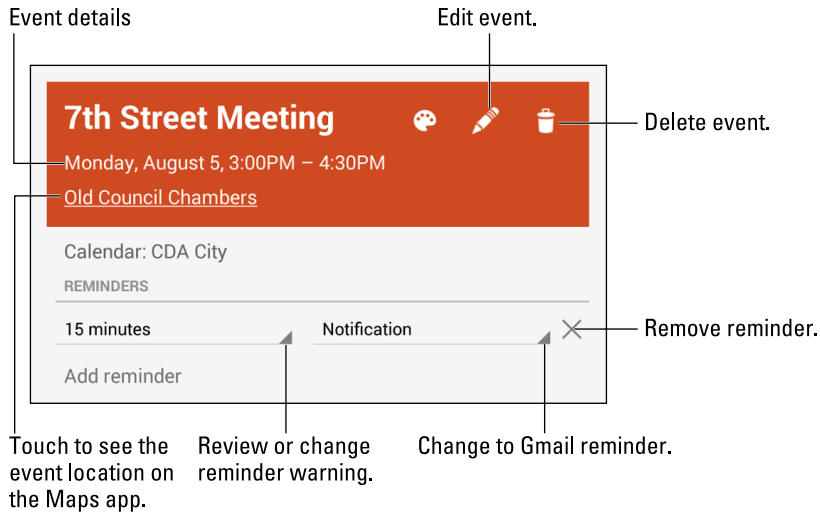 Event details
Edit event.
7th Street Meeting
Delete event.
Monday, August 5, 3:00PM – 4:30PM
Old Council Chambers
Calendar: CDA City
REMINDERS
15 minutes
Notification
Remove reminder.
Add reminder
Touch to see the
event location on
the Maps app.
Review or change
reminder warning.
Change to Gmail reminder.